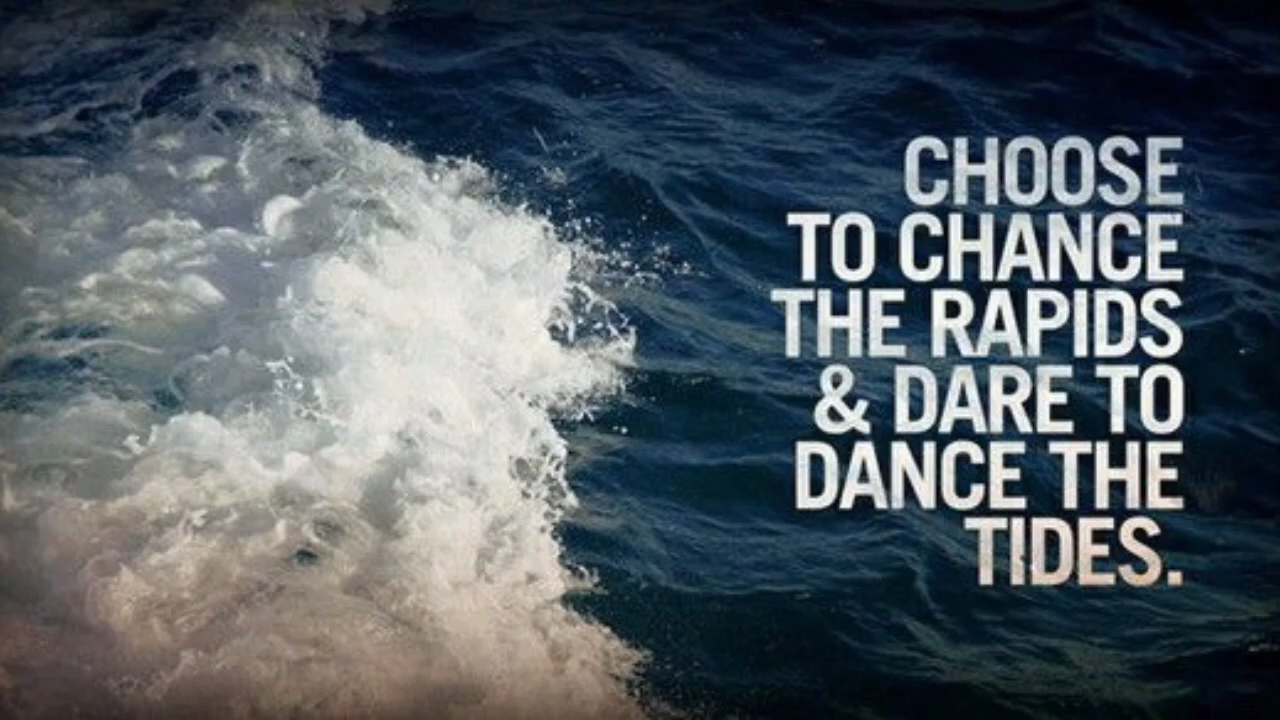 CHOOSE
TO CHANCE
THE RAPIDS
& DARE TO
DANCE THE
TIDES.